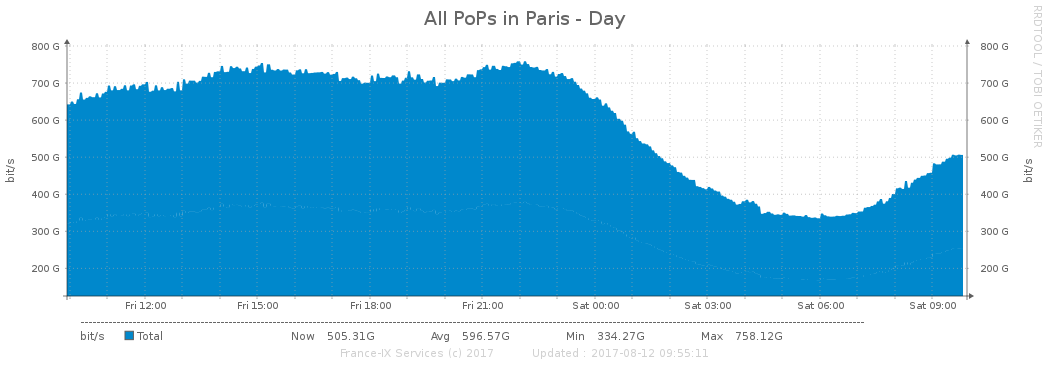 All PoPs in Paris - Day
RRDTOOL / TOBI OETIKER
bit/s
800 G
700 G
600 G
500 G
400 G
300 G
200 G
800 G
700 G
600 G
500 G
400 G
300 G
200 G
bit/s
Fri 12:00 Fri 15:00 Fri 18:00 Fri 21:00 Sat 00:00 Sat 03:00 Sat 06:00 Sat 09:00
bit/s Total Now 505.31G Avg 596.57G Min 334.27G Max 758.12G
France-IX Services (c) 2017 Updated : 2017-08-12 09:55:11